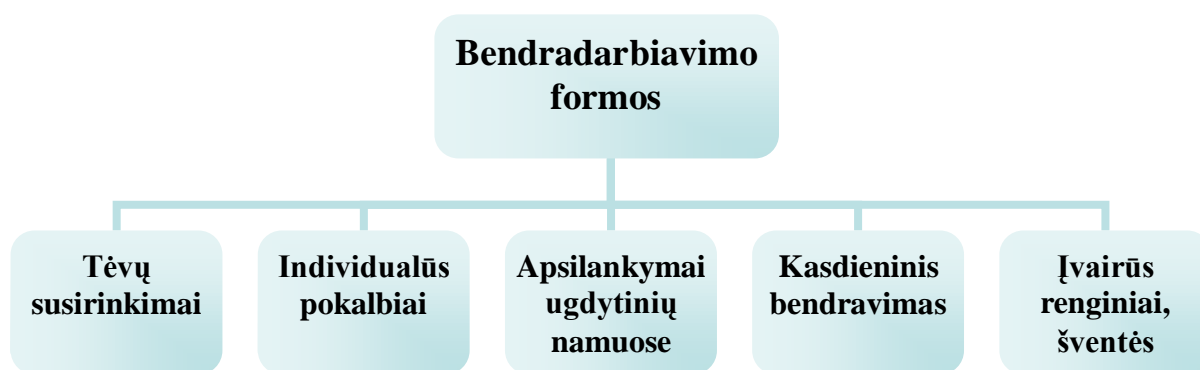 Bendradarbiavimo
formos
Tėvų
susirinkimai
Individualūs
pokalbiai
Apsilankymai
ugdytinių
namuose
Kasdieninis
bendravimas
Įvairūs
renginiai,
šventės